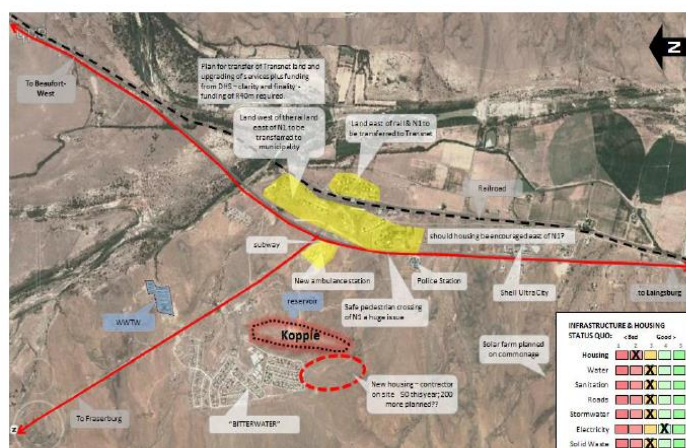 N
To Beaufort-
West
Plan for transfer of Transnet land and
upgrading of services plus funding
from DHS – clarity and finality -
funding of R90m required
Land west of the rail and
east of N1 to be
transferred to
municipality
Land east of rail & N1 to
be transferred to Transnet
Railroad
should housing be encouraged east of N1?
subway
New ambulance station
Police Station
Shell UltraCity
to Laingsburg
WWTW
reservoir
Safe pedestrian crossing
of N1 a huge issue
Koppie
Solar farm planned
on commonage
New housing – contractor
on site 50 this year; 200
more planned??
"BITTERWATER"
To Fraserburg
z
INFRASTRUCTURE & HOUSING
STATUS QUO: < Bad Good >
1 2 3 4 5
Housing X
Water X
Sanitation X
Roads X
Stormwater X
Electricity X
Solid Waste X